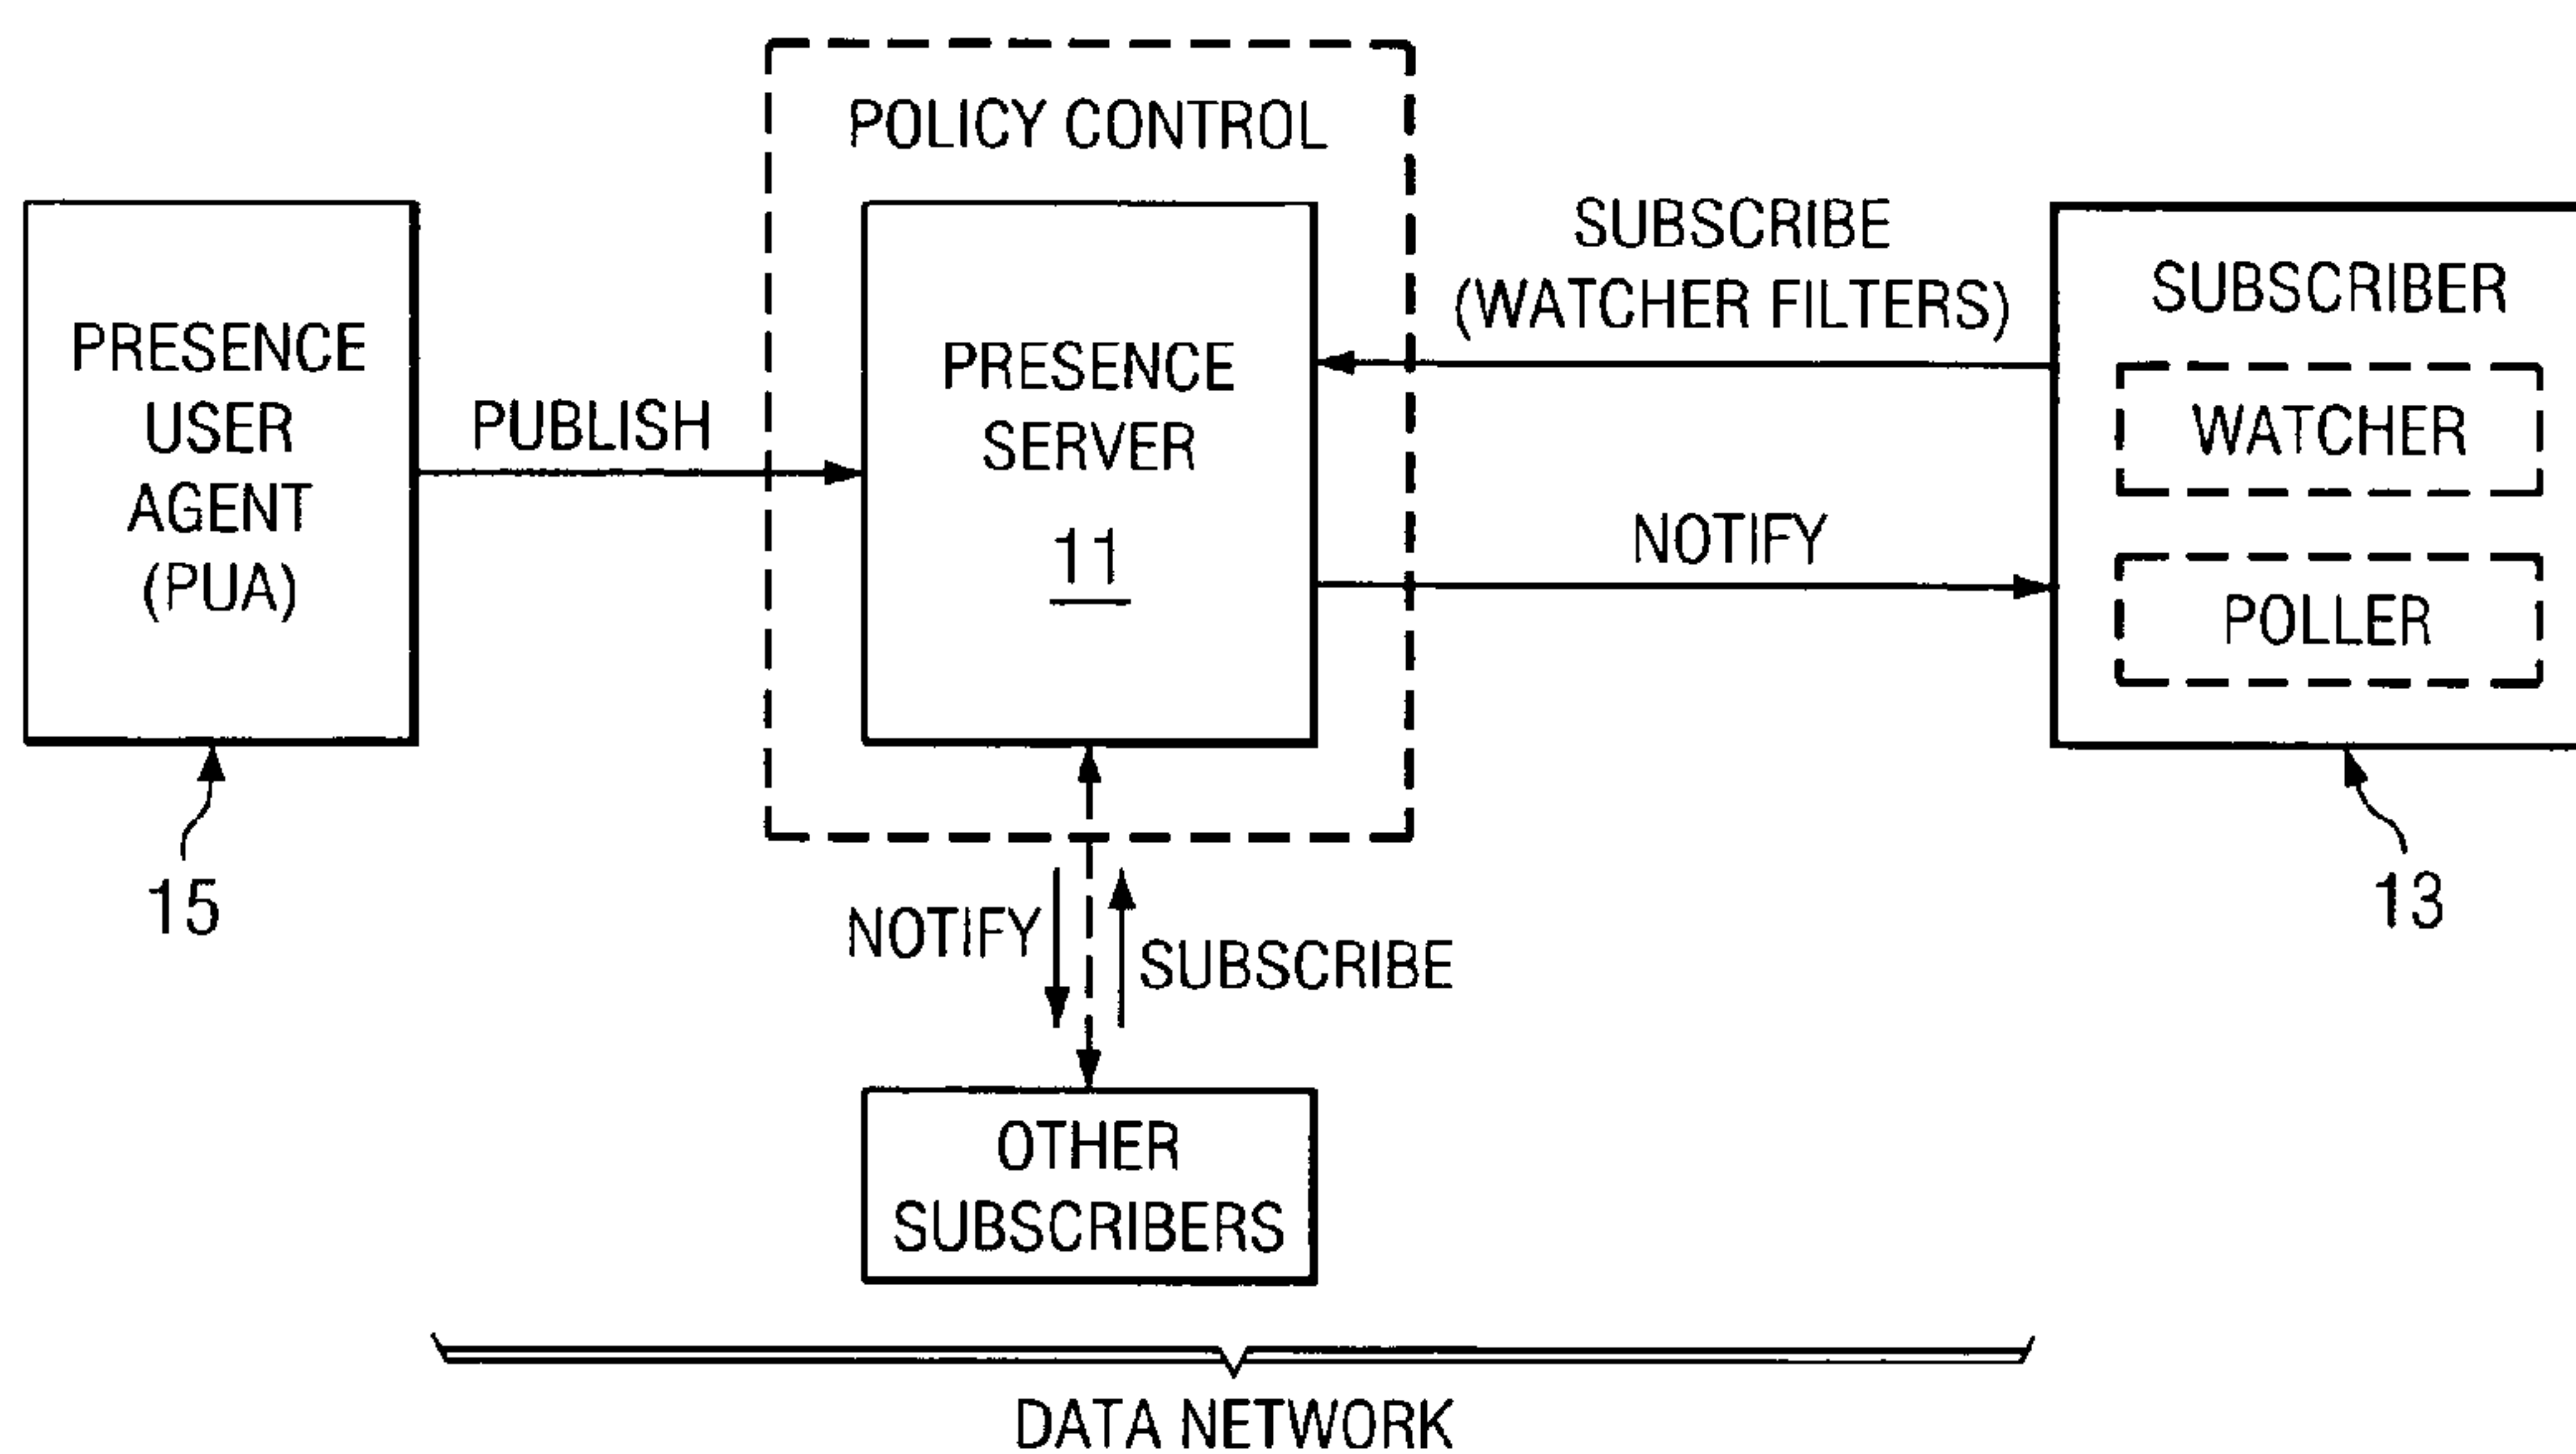 POLICY CONTROL
PRESENCE
USER
AGENT
(PUA)
15
PUBLISH
PRESENCE
SERVER
11
SUBSCRIBE
(WATCHER FILTERS)
NOTIFY
SUBSCRIBER
WATCHER
POLLER
13
NOTIFY
SUBSCRIBE
OTHER
SUBSCRIBERS
DATA NETWORK